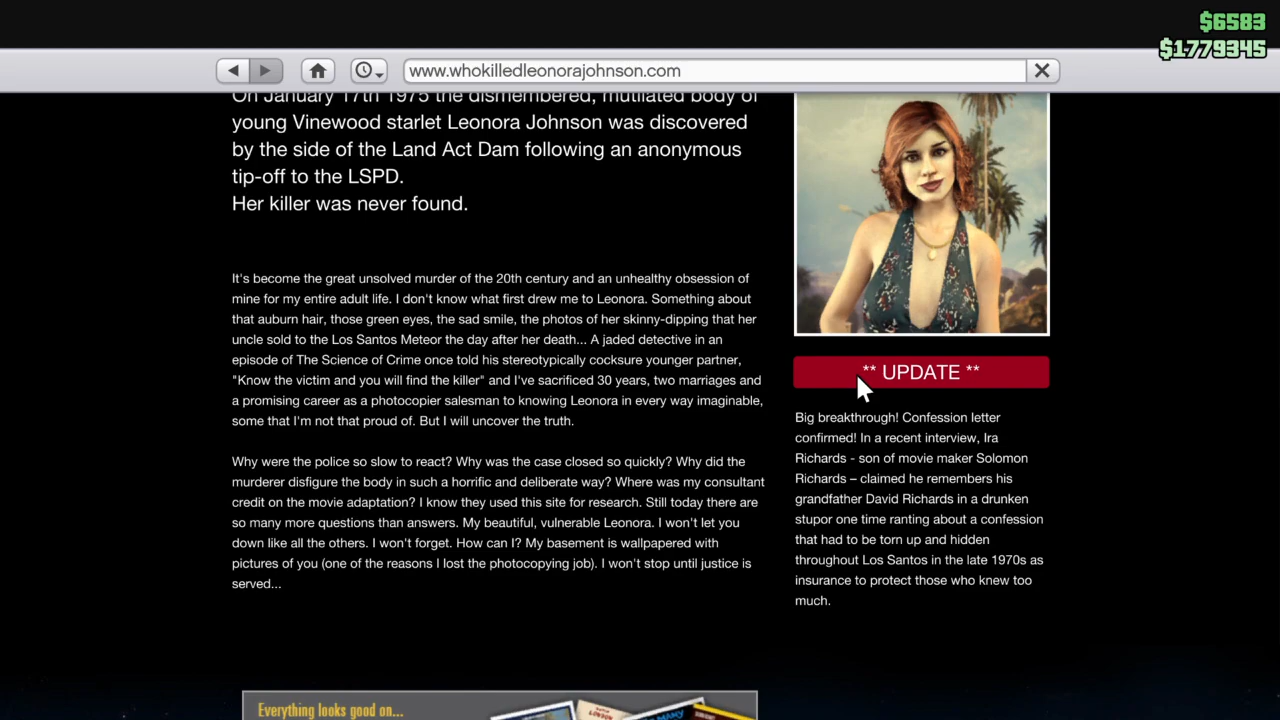 $6583
$1779345
www.whokilledleonorajohnson.com
On January 17th 1975 the dismembered, mutilated body of
young Vinewood starlet Leonora Johnson was discovered
by the side of the Land Act Dam following an anonymous
tip-off to the LSPD.
Her killer was never found.
It's become the great unsolved murder of the 20th century and an unhealthy obsession of
mine for my entire adult life. I don't know what first drew me to Leonora. Something about
that auburn hair, those green eyes, the sad smile, the photos of her skinny-dipping that her
uncle sold to the Los Santos Meteor the day after her death... A jaded detective in an
episode of The Science of Crime once told his stereotypically cocksure younger partner,
"Know the victim and you will find the killer" and I've sacrificed 30 years, two marriages and
a promising career as a photocopier salesman to knowing Leonora in every way imaginable,
some that I'm not that proud of. But I will uncover the truth.
Why were the police so slow to react? Why was the case closed so quickly? Why did the
murderer disfigure the body in such a horrific and deliberate way? Where was my consultant
credit on the movie adaptation? I know they used this site for research. Still today there are
so many more questions than answers. My beautiful, vulnerable Leonora. I won't let you
down like all the others. I won't forget. How can I? My basement is wallpapered with
pictures of you (one of the reasons I lost the photocopying job). I won't stop until justice is
served...
** UPDATE **
Big breakthrough! Confession letter
confirmed! In a recent interview, Ira
Richards - son of movie maker Solomon
Richards – claimed he remembers his
grandfather David Richards in a drunken
stupor one time ranting about a confession
that had to be torn up and hidden
throughout Los Santos in the late 1970s as
insurance to protect those who knew too
much.
Everything looks good on...